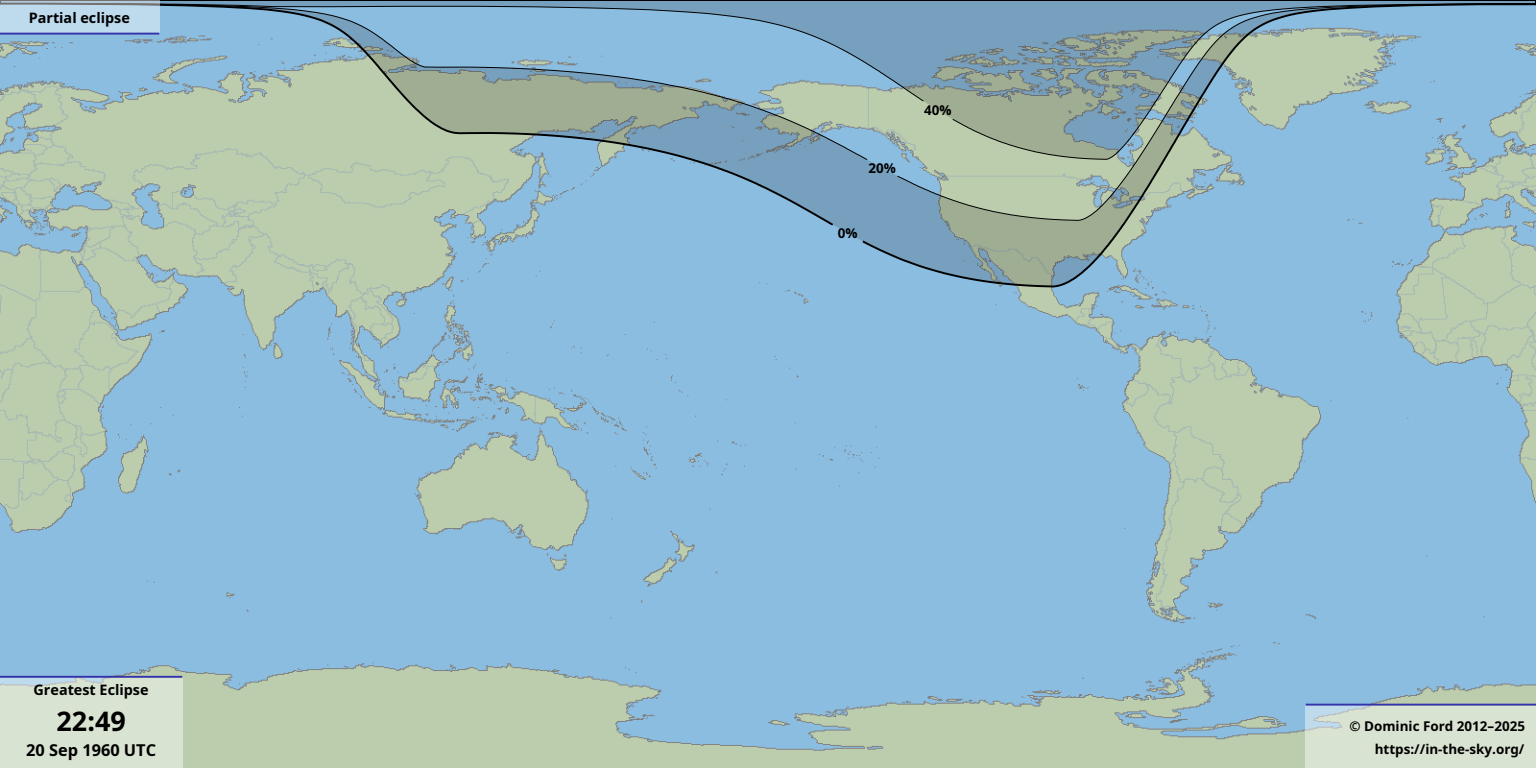 Partial eclipse
40%
20%
0%
Greatest Eclipse
22:49
20 Sep 1960 UTC
© Dominic Ford 2012–2025
https://in-the-sky.org/